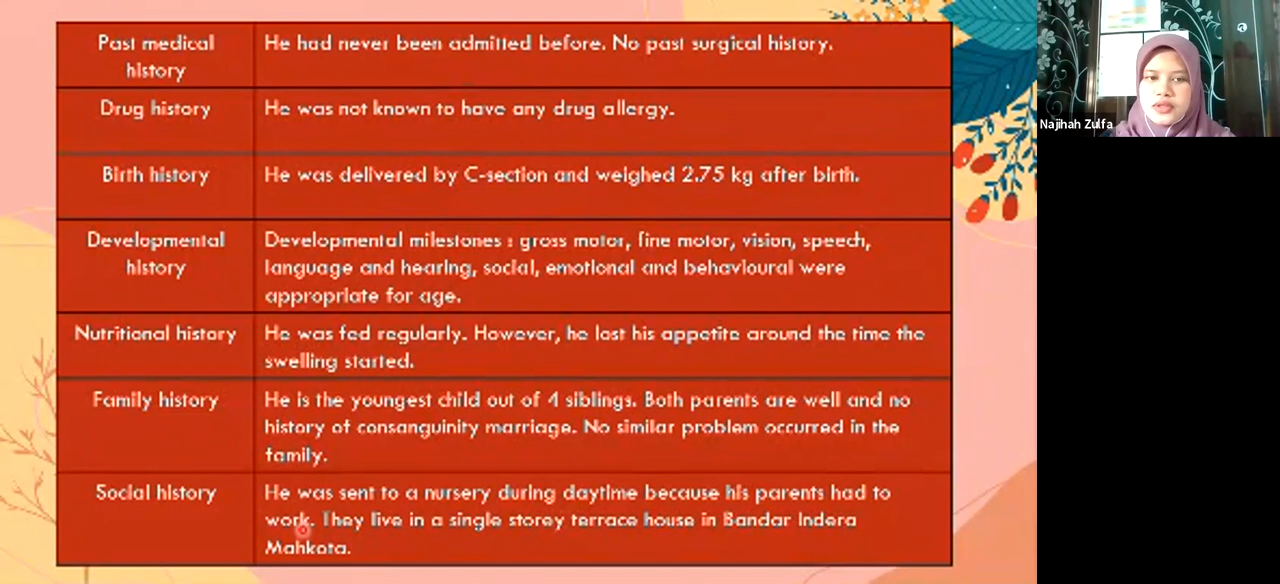 Past medical
history
He had never been admitted before. No past surgical history.
Drug history
He was not known to have any drug allergy.
Birth history
He was delivered by C-section and weighed 2.75 kg after birth.
Developmental
history
Developmental milestones : gross motor, fine motor, vision, speech,
language and hearing, social, emotional and behavioural were
appropriate for age.
Nutritional history
He was fed regularly. However, he lost his appetite around the time the
swelling started.
Family history
He is the youngest child out of 4 siblings. Both parents are well and no
history of consanguinity marriage. No similar problem occurred in the
family.
Social history
He was sent to a nursery during daytime because his parents had to
work. They live in a single storey terrace house in Bandar Indera
Mahkota.
Najihah Zulfa